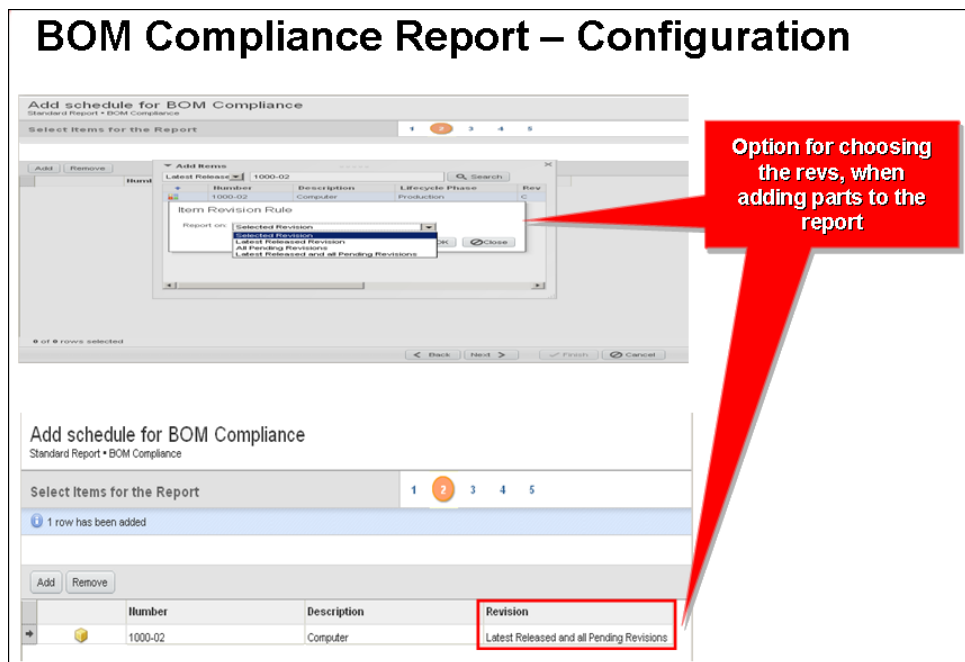 BOM Compliance Report – Configuration
Add schedule for BOM Compliance
Standard Report • BOM Compliance
Select Items for the Report
1 2 3 4 5
Add Remove
Numb
Add Items
Latest Release 1000-02 Search
Number Description Lifecycle Phase Rev
1000-02 Computer Production C
Item Revision Rule
Report on: Selected Revision
Selected Revision
Latest Released Revision
All Pending Revisions
Latest Released and all Pending Revisions
OK Close
0 of 0 rows selected
< Back Next > Finish Cancel
Option for choosing
the revs, when
adding parts to the
report
Add schedule for BOM Compliance
Standard Report • BOM Compliance
Select Items for the Report
1 2 3 4 5
1 row has been added
Add Remove
Number Description Revision
1000-02 Computer Latest Released and all Pending Revisions